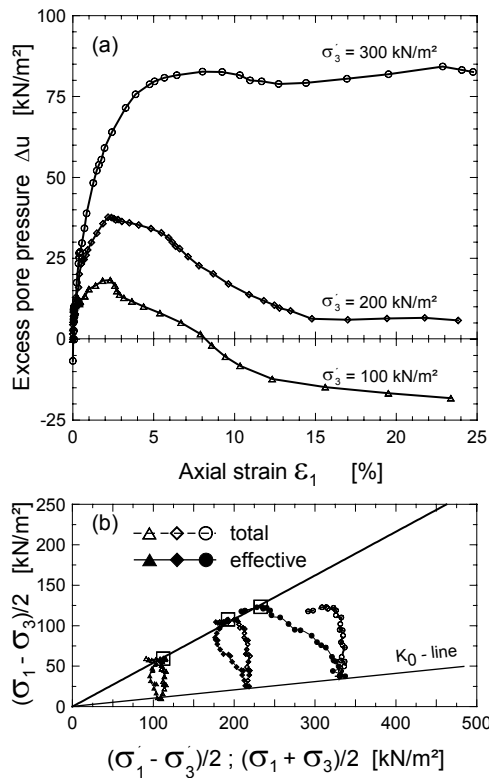 (a)
σ₃′ = 300 kN/m²
σ₃′ = 200 kN/m²
σ₃′ = 100 kN/m²
Excess pore pressure Δu [kN/m²]
100
75
50
25
0
-25
0 5 10 15 20 25
Axial strain ε₁ [%]
(b)
total
effective
K₀ - line
(σ₁ - σ₃)/2 [kN/m²]
250
200
150
100
50
0
0 100 200 300 400 500
(σ₁′ - σ₃′)/2 ; (σ₁ + σ₃)/2 [kN/m²]